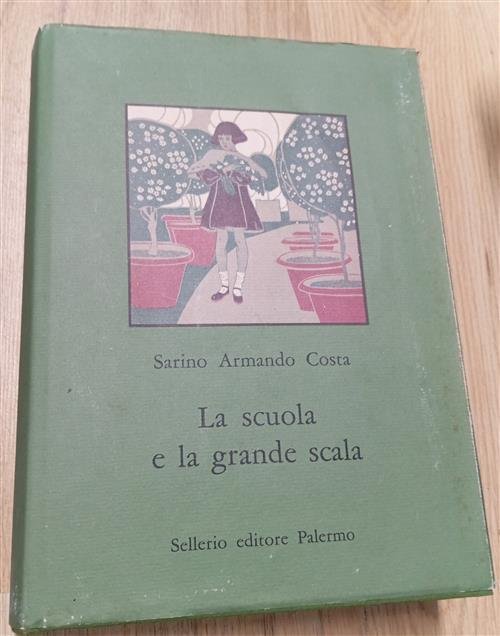 Sarino Armando Costa
La scuola
e la grande scala
Sellerio editore Palermo